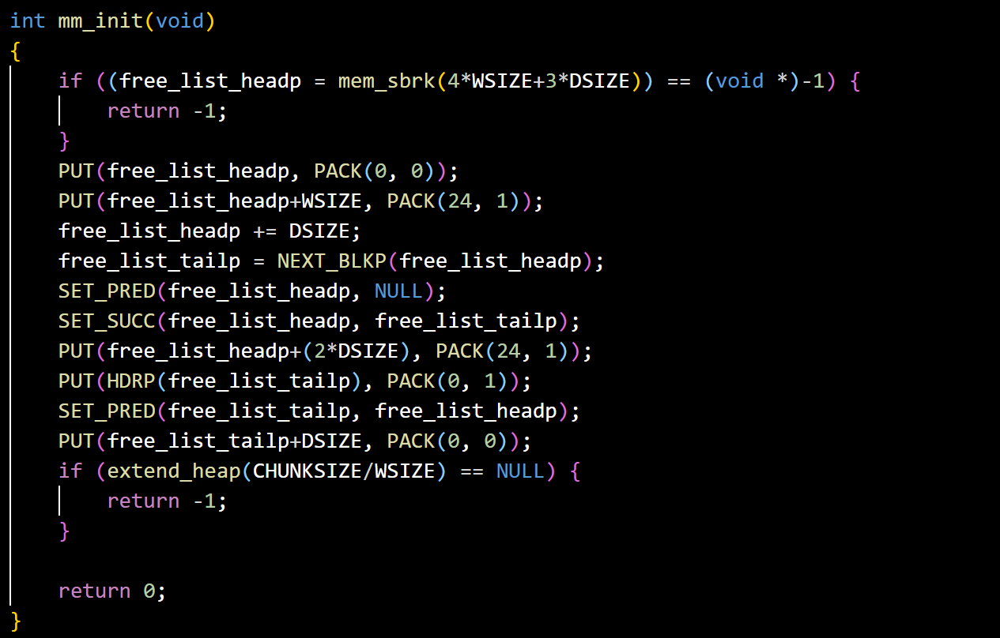 int mm_init(void)
{
    if ((free_list_headp = mem_sbrk(4*WSIZE+3*DSIZE)) == (void *)-1) {
        return -1;
    }
    PUT(free_list_headp, PACK(0, 0));
    PUT(free_list_headp+WSIZE, PACK(24, 1));
    free_list_headp += DSIZE;
    free_list_tailp = NEXT_BLKP(free_list_headp);
    SET_PRED(free_list_headp, NULL);
    SET_SUCC(free_list_headp, free_list_tailp);
    PUT(free_list_headp+(2*DSIZE), PACK(24, 1));
    PUT(HDRP(free_list_tailp), PACK(0, 1));
    SET_PRED(free_list_tailp, free_list_headp);
    PUT(free_list_tailp+DSIZE, PACK(0, 0));
    if (extend_heap(CHUNKSIZE/WSIZE) == NULL) {
        return -1;
    }

    return 0;
}